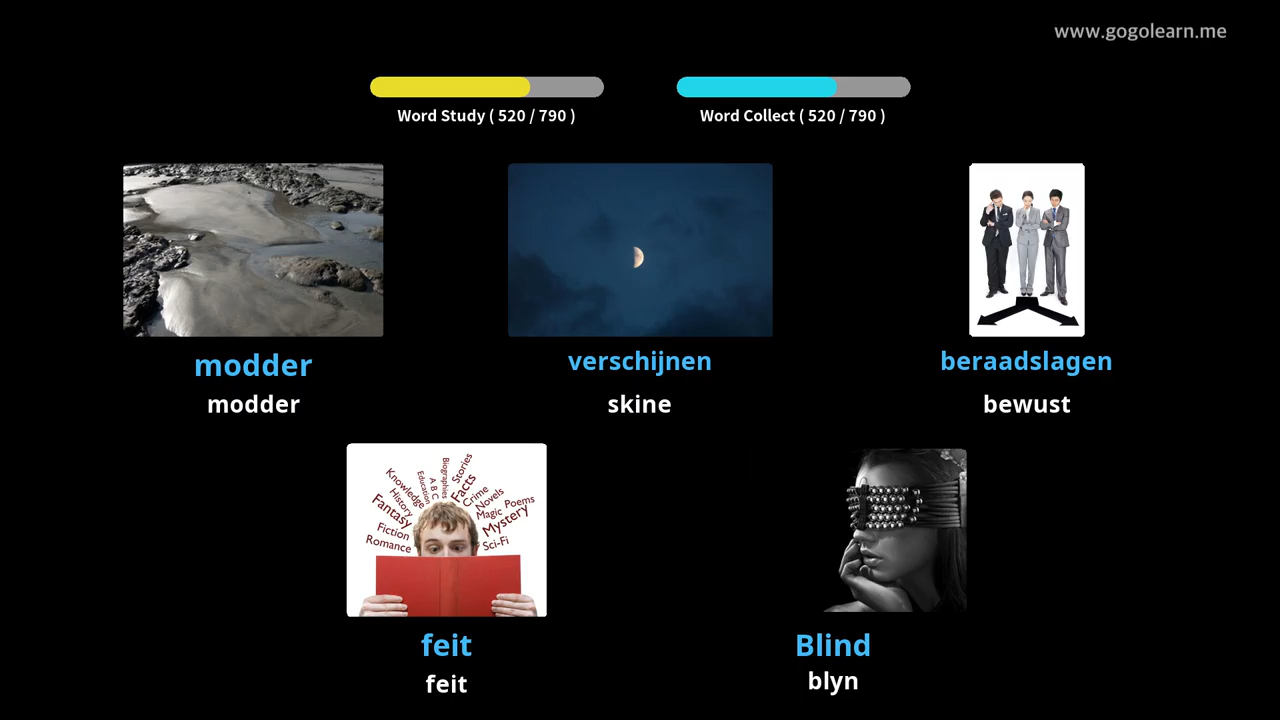 www.gogolearn.me
Word Study ( 520 / 790 )
Word Collect ( 520 / 790 )
modder
modder
verschijnen
skine
beraadslagen
bewust
Knowledge
History
Fantasy
Fiction
Romance
Education
A B C
Biographies
Stories
Facts
Crime
Novels
Magic
Poems
Mystery
Sci-Fi
feit
feit
Blind
blyn